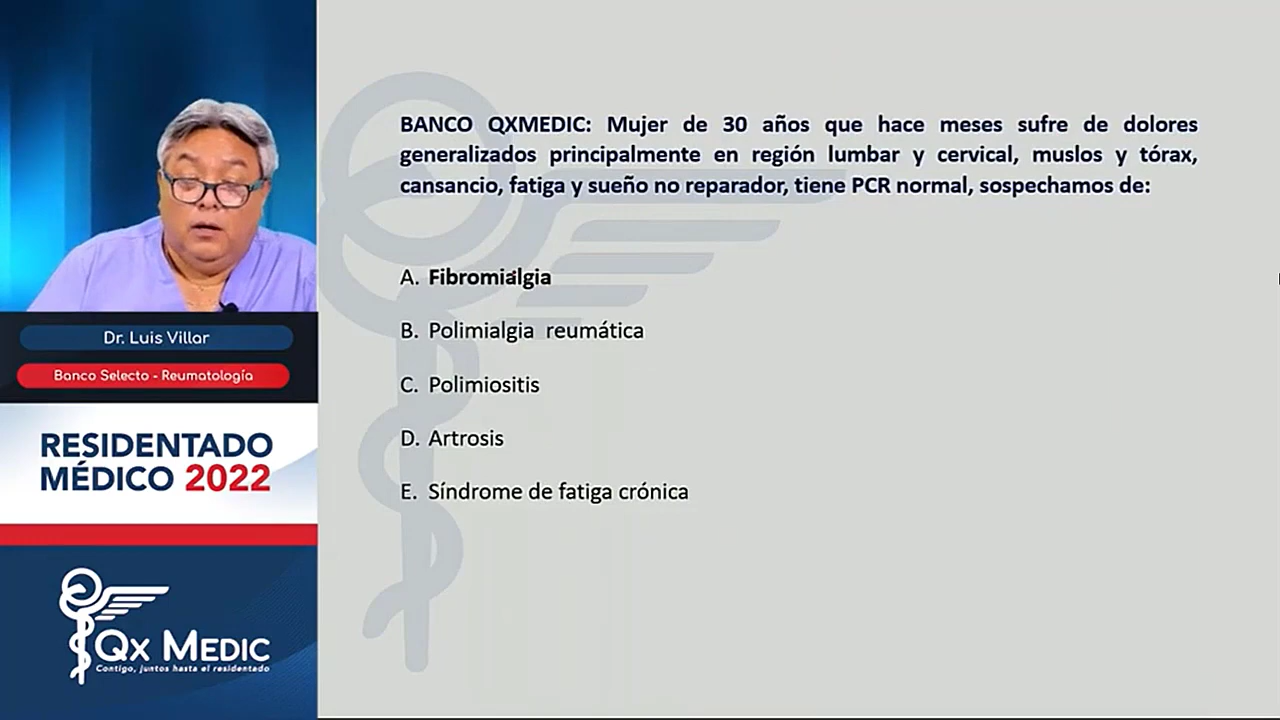 BANCO QXMEDIC: Mujer de 30 años que hace meses sufre de dolores
generalizados principalmente en región lumbar y cervical, muslos y tórax,
cansancio, fatiga y sueño no reparador, tiene PCR normal, sospechamos de:
A. Fibromialgia
B. Polimialgia reumática
C. Polimiositis
D. Artrosis
E. Síndrome de fatiga crónica
Dr. Luis Villar
Banco Selecto - Reumatología
RESIDENTADO
MÉDICO 2022
QX MEDIC
Contigo, juntos hasta el residentado